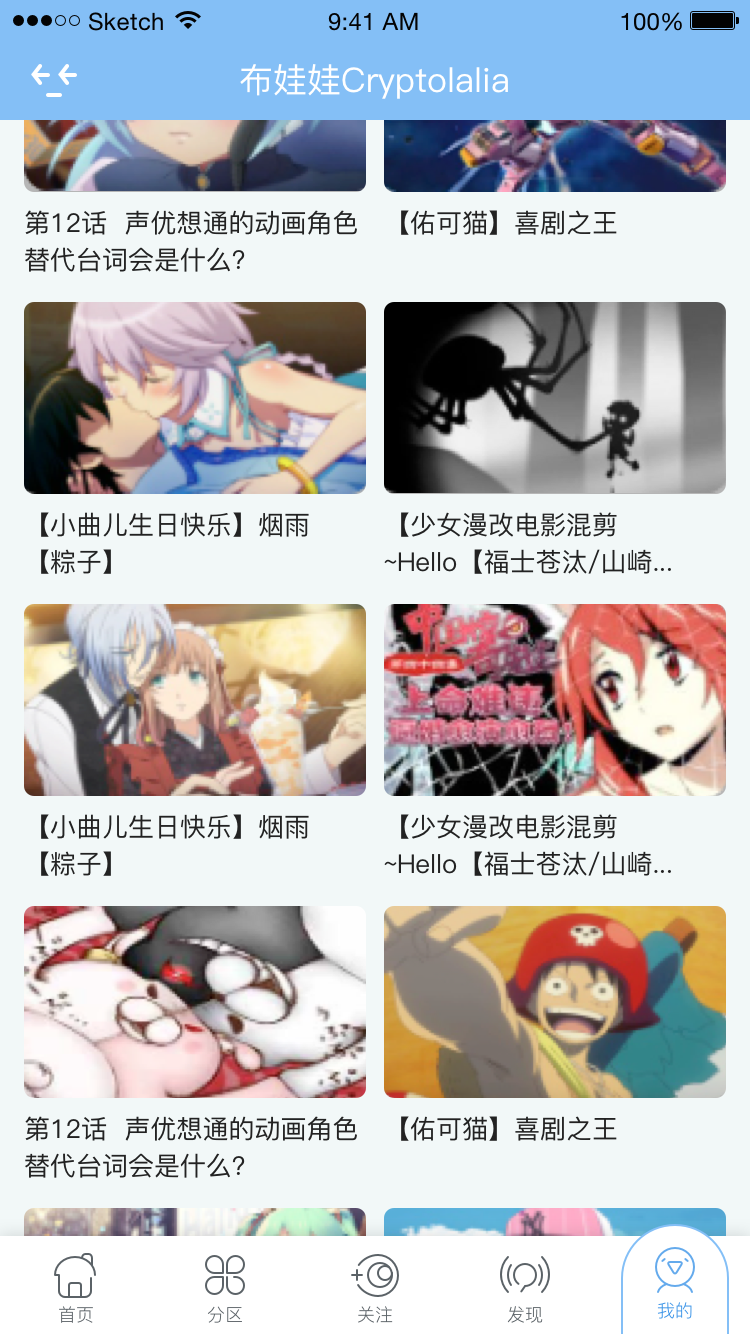 Sketch 9:41 AM 100%
布娃娃Cryptolalia
第12话 声优想通的动画角色
替代台词会是什么?
【佑可猫】喜剧之王
【小曲儿生日快乐】烟雨
【粽子】
【少女漫改电影混剪
~Hello【福士苍汰/山崎...
上命难违
【小曲儿生日快乐】烟雨
【粽子】
【少女漫改电影混剪
~Hello【福士苍汰/山崎...
第12话 声优想通的动画角色
替代台词会是什么?
【佑可猫】喜剧之王
首页
分区
关注
发现
我的